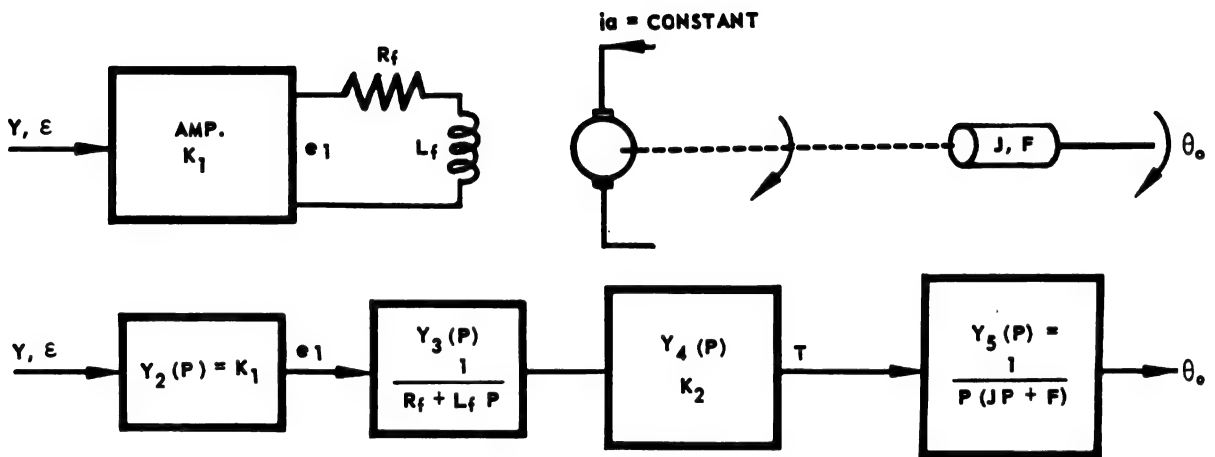 ia = CONSTANT
Rf
Y, ε
AMP.
K1
e1
Lf
J, F
θo
Y, ε
Y2 (P) = K1
e1
Y3 (P)
1
Rf + Lf P
Y4 (P)
K2
T
Y5 (P) =
1
P (JP + F)
θo